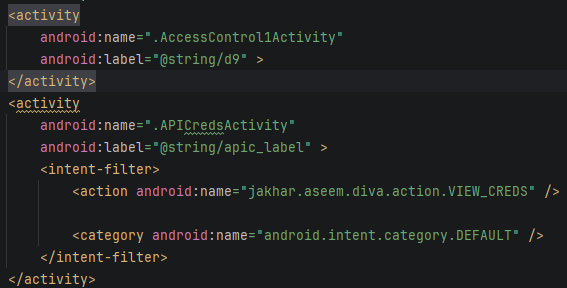 <activity
    android:name=".AccessControl1Activity"
    android:label="@string/d9" >
</activity>
<activity
    android:name=".APICredsActivity"
    android:label="@string/apic_label" >
    <intent-filter>
        <action android:name="jakhar.aseem.diva.action.VIEW_CREDS" />

        <category android:name="android.intent.category.DEFAULT" />
    </intent-filter>
</activity>